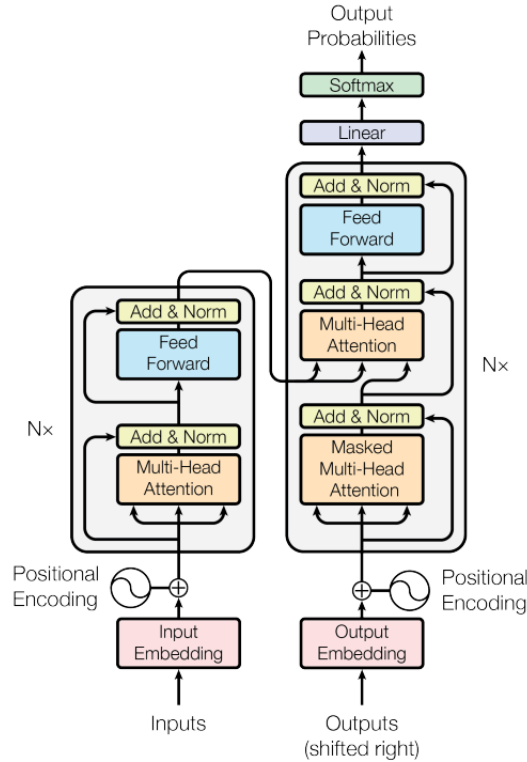 Output
Probabilities
Softmax
Linear
Add & Norm
Feed
Forward
Add & Norm
Multi-Head
Attention
Add & Norm
Masked
Multi-Head
Attention
N×
Add & Norm
Feed
Forward
Add & Norm
Multi-Head
Attention
N×
Positional
Encoding
Positional
Encoding
Input
Embedding
Output
Embedding
Inputs
Outputs
(shifted right)